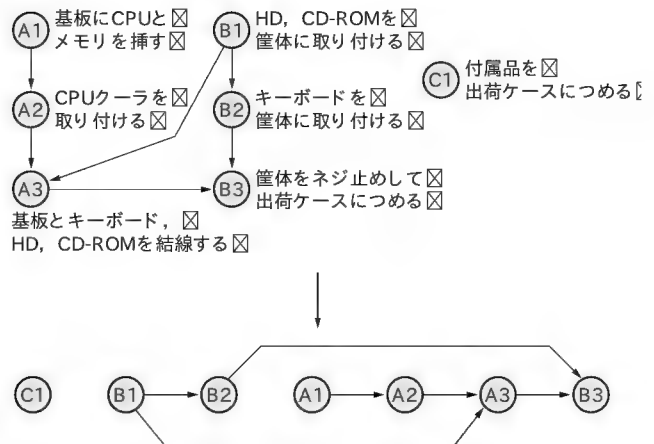 A1 基板にCPUと
メモリを挿す
B1 HD，CD-ROMを
筐体に取り付ける
C1 付属品を
出荷ケースにつめる
A2 CPUクーラを
取り付ける
B2 キーボードを
筐体に取り付ける
A3
B3 筐体をネジ止めして
出荷ケースにつめる
基板とキーボード，
HD，CD-ROMを結線する
C1 B1 B2 A1 A2 A3 B3